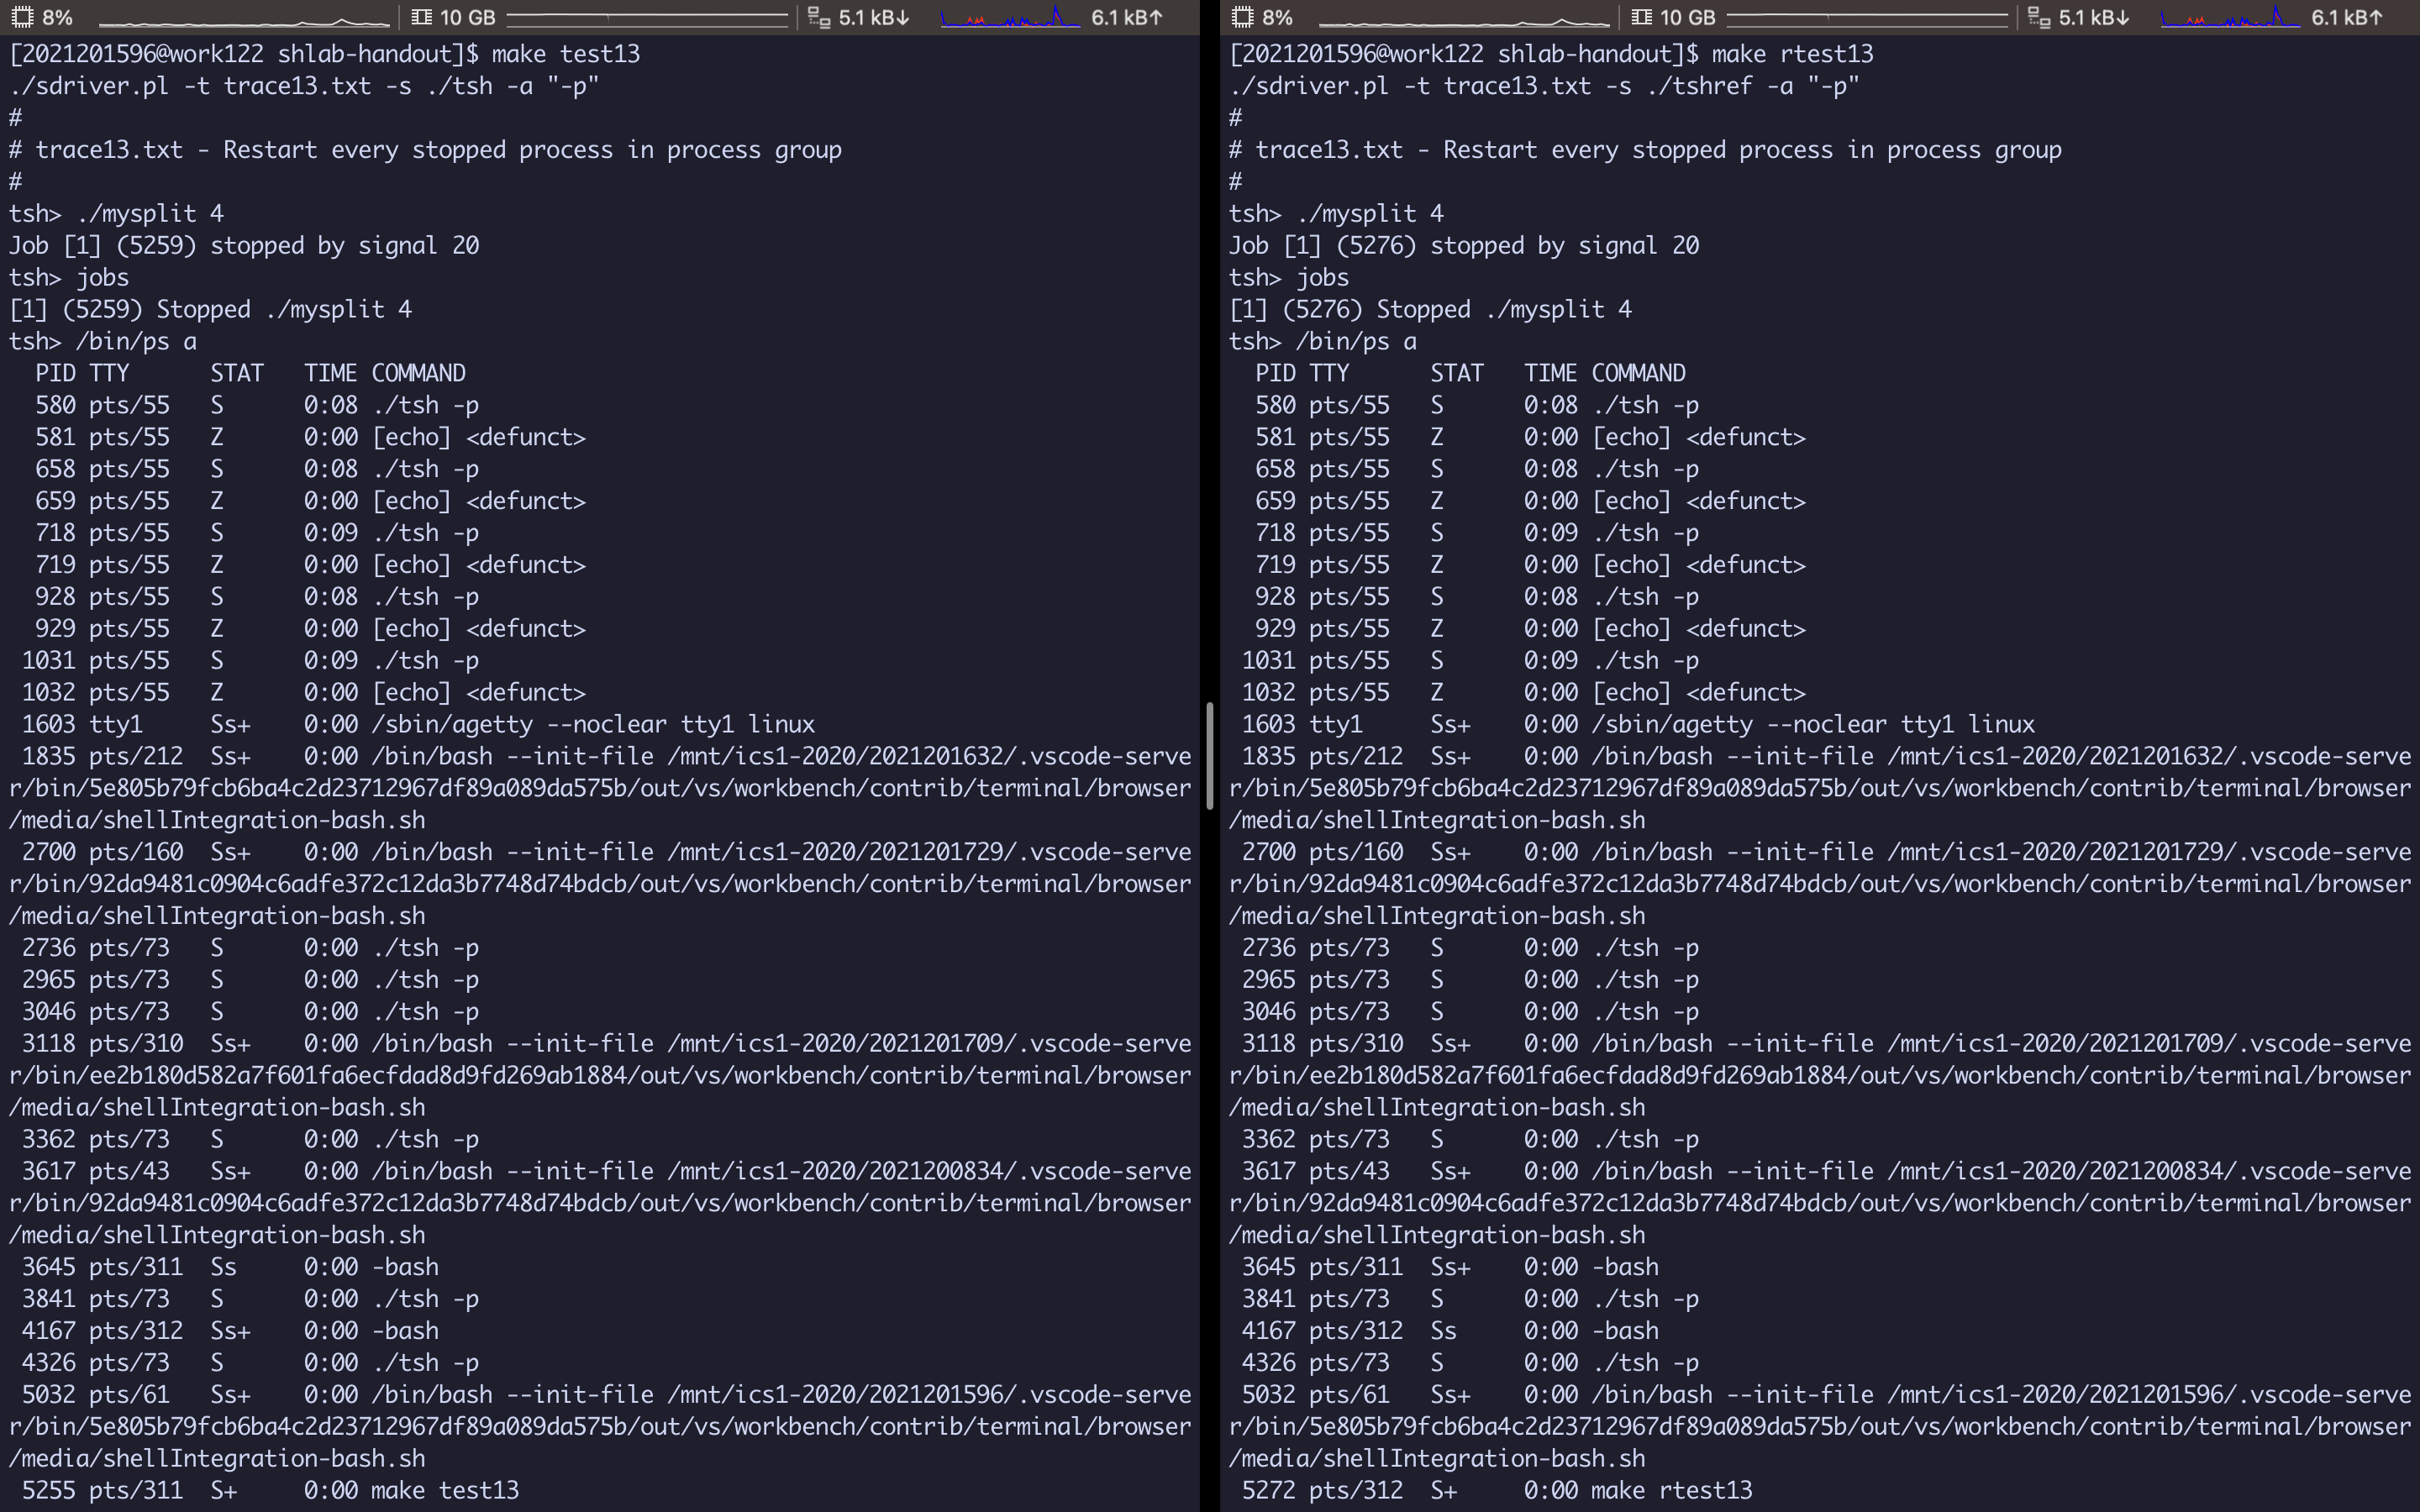 8% 10 GB 5.1 kB↓ 6.1 kB↑
[2021201596@work122 shlab-handout]$ make test13
./sdriver.pl -t trace13.txt -s ./tsh -a "-p"
#
# trace13.txt - Restart every stopped process in process group
#
tsh> ./mysplit 4
Job [1] (5259) stopped by signal 20
tsh> jobs
[1] (5259) Stopped ./mysplit 4
tsh> /bin/ps a
PID TTY STAT TIME COMMAND
580 pts/55 S 0:08 ./tsh -p
581 pts/55 Z 0:00 [echo] <defunct>
658 pts/55 S 0:08 ./tsh -p
659 pts/55 Z 0:00 [echo] <defunct>
718 pts/55 S 0:09 ./tsh -p
719 pts/55 Z 0:00 [echo] <defunct>
928 pts/55 S 0:08 ./tsh -p
929 pts/55 Z 0:00 [echo] <defunct>
1031 pts/55 S 0:09 ./tsh -p
1032 pts/55 Z 0:00 [echo] <defunct>
1603 tty1 Ss+ 0:00 /sbin/agetty --noclear tty1 linux
1835 pts/212 Ss+ 0:00 /bin/bash --init-file /mnt/ics1-2020/2021201632/.vscode-serve
r/bin/5e805b79fcb6ba4c2d23712967df89a089da575b/out/vs/workbench/contrib/terminal/browser
/media/shellIntegration-bash.sh
2700 pts/160 Ss+ 0:00 /bin/bash --init-file /mnt/ics1-2020/2021201729/.vscode-serve
r/bin/92da9481c0904c6adfe372c12da3b7748d74bdcb/out/vs/workbench/contrib/terminal/browser
/media/shellIntegration-bash.sh
2736 pts/73 S 0:00 ./tsh -p
2965 pts/73 S 0:00 ./tsh -p
3046 pts/73 S 0:00 ./tsh -p
3118 pts/310 Ss+ 0:00 /bin/bash --init-file /mnt/ics1-2020/2021201709/.vscode-serve
r/bin/ee2b180d582a7f601fa6ecfdad8d9fd269ab1884/out/vs/workbench/contrib/terminal/browser
/media/shellIntegration-bash.sh
3362 pts/73 S 0:00 ./tsh -p
3617 pts/43 Ss+ 0:00 /bin/bash --init-file /mnt/ics1-2020/2021200834/.vscode-serve
r/bin/92da9481c0904c6adfe372c12da3b7748d74bdcb/out/vs/workbench/contrib/terminal/browser
/media/shellIntegration-bash.sh
3645 pts/311 Ss 0:00 -bash
3841 pts/73 S 0:00 ./tsh -p
4167 pts/312 Ss+ 0:00 -bash
4326 pts/73 S 0:00 ./tsh -p
5032 pts/61 Ss+ 0:00 /bin/bash --init-file /mnt/ics1-2020/2021201596/.vscode-serve
r/bin/5e805b79fcb6ba4c2d23712967df89a089da575b/out/vs/workbench/contrib/terminal/browser
/media/shellIntegration-bash.sh
5255 pts/311 S+ 0:00 make test13
8% 10 GB 5.1 kB↓ 6.1 kB↑
[2021201596@work122 shlab-handout]$ make rtest13
./sdriver.pl -t trace13.txt -s ./tshref -a "-p"
#
# trace13.txt - Restart every stopped process in process group
#
tsh> ./mysplit 4
Job [1] (5276) stopped by signal 20
tsh> jobs
[1] (5276) Stopped ./mysplit 4
tsh> /bin/ps a
PID TTY STAT TIME COMMAND
580 pts/55 S 0:08 ./tsh -p
581 pts/55 Z 0:00 [echo] <defunct>
658 pts/55 S 0:08 ./tsh -p
659 pts/55 Z 0:00 [echo] <defunct>
718 pts/55 S 0:09 ./tsh -p
719 pts/55 Z 0:00 [echo] <defunct>
928 pts/55 S 0:08 ./tsh -p
929 pts/55 Z 0:00 [echo] <defunct>
1031 pts/55 S 0:09 ./tsh -p
1032 pts/55 Z 0:00 [echo] <defunct>
1603 tty1 Ss+ 0:00 /sbin/agetty --noclear tty1 linux
1835 pts/212 Ss+ 0:00 /bin/bash --init-file /mnt/ics1-2020/2021201632/.vscode-serve
r/bin/5e805b79fcb6ba4c2d23712967df89a089da575b/out/vs/workbench/contrib/terminal/browser
/media/shellIntegration-bash.sh
2700 pts/160 Ss+ 0:00 /bin/bash --init-file /mnt/ics1-2020/2021201729/.vscode-serve
r/bin/92da9481c0904c6adfe372c12da3b7748d74bdcb/out/vs/workbench/contrib/terminal/browser
/media/shellIntegration-bash.sh
2736 pts/73 S 0:00 ./tsh -p
2965 pts/73 S 0:00 ./tsh -p
3046 pts/73 S 0:00 ./tsh -p
3118 pts/310 Ss+ 0:00 /bin/bash --init-file /mnt/ics1-2020/2021201709/.vscode-serve
r/bin/ee2b180d582a7f601fa6ecfdad8d9fd269ab1884/out/vs/workbench/contrib/terminal/browser
/media/shellIntegration-bash.sh
3362 pts/73 S 0:00 ./tsh -p
3617 pts/43 Ss+ 0:00 /bin/bash --init-file /mnt/ics1-2020/2021200834/.vscode-serve
r/bin/92da9481c0904c6adfe372c12da3b7748d74bdcb/out/vs/workbench/contrib/terminal/browser
/media/shellIntegration-bash.sh
3645 pts/311 Ss+ 0:00 -bash
3841 pts/73 S 0:00 ./tsh -p
4167 pts/312 Ss 0:00 -bash
4326 pts/73 S 0:00 ./tsh -p
5032 pts/61 Ss+ 0:00 /bin/bash --init-file /mnt/ics1-2020/2021201596/.vscode-serve
r/bin/5e805b79fcb6ba4c2d23712967df89a089da575b/out/vs/workbench/contrib/terminal/browser
/media/shellIntegration-bash.sh
5272 pts/312 S+ 0:00 make rtest13